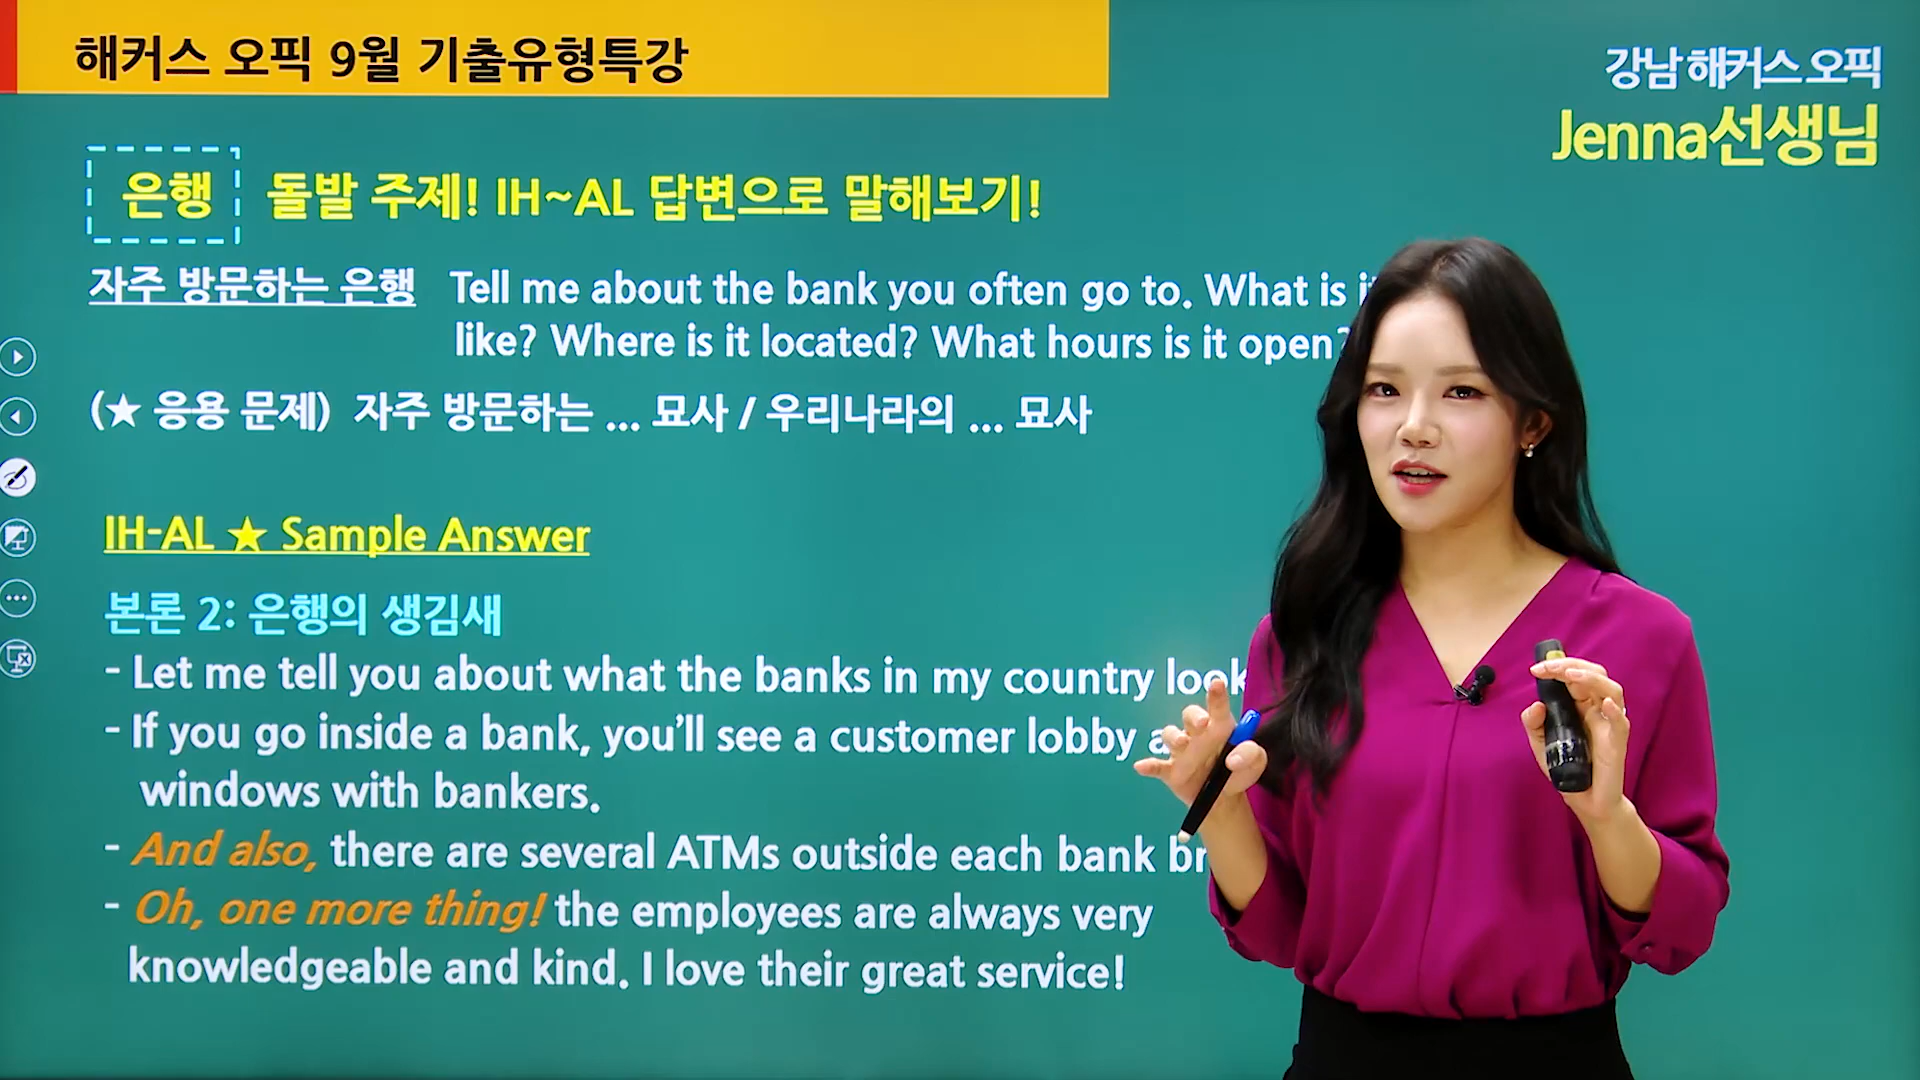 해커스 오픽 9월 기출유형특강
강남 해커스 오픽
Jenna선생님
은행 돌발 주제! IH~AL 답변으로 말해보기!
자주 방문하는 은행 Tell me about the bank you often go to. What is it
like? Where is it located? What hours is it open?
(★ 응용 문제) 자주 방문하는 ... 묘사 / 우리나라의 ... 묘사
IH-AL ★ Sample Answer
본론 2: 은행의 생김새
- Let me tell you about what the banks in my country look
- If you go inside a bank, you'll see a customer lobby
windows with bankers.
- And also, there are several ATMs outside each bank
- Oh, one more thing! the employees are always very
knowledgeable and kind. I love their great service!